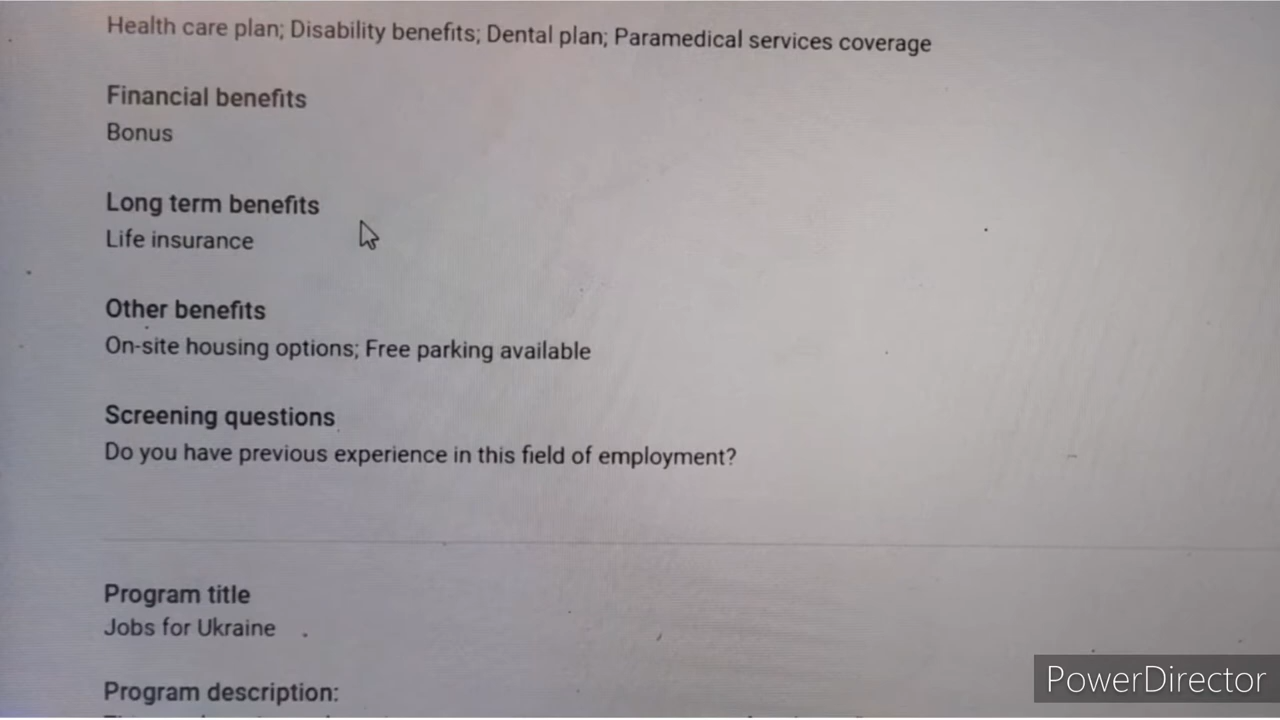 Health care plan; Disability benefits; Dental plan; Paramedical services coverage
Financial benefits
Bonus
Long term benefits
Life insurance
Other benefits
On-site housing options; Free parking available
Screening questions
Do you have previous experience in this field of employment?
Program title
Jobs for Ukraine
Program description:
PowerDirector